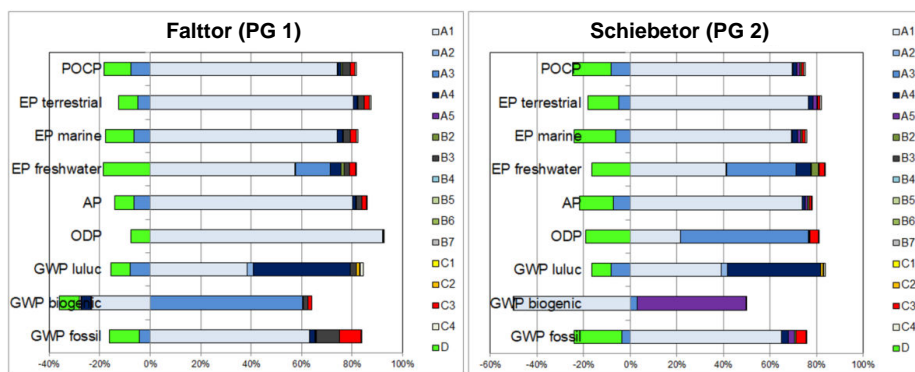 Falttor (PG 1)
POCP
EP terrestrial
EP marine
EP freshwater
AP
ODP
GWP luluc
GWP biogenic
GWP fossil
-40% -20% 0% 20% 40% 60% 80% 100%
A1
A2
A3
A4
A5
B2
B3
B4
B5
B6
B7
C1
C2
C3
C4
D
Schiebetor (PG 2)
POCP
EP terrestrial
EP marine
EP freshwater
AP
ODP
GWP luluc
GWP biogenic
GWP fossil
-60% -40% -20% 0% 20% 40% 60% 80% 100%
A1
A2
A3
A4
A5
B2
B3
B4
B5
B6
B7
C1
C2
C3
C4
D